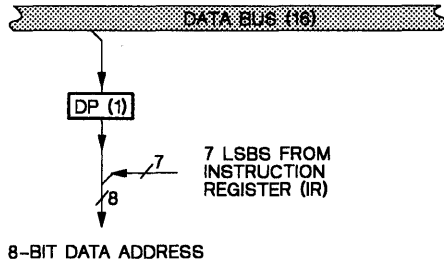 DATA BUS (16)
DP (1)
7
7 LSBS FROM
INSTRUCTION
REGISTER (IR)
8
8-BIT DATA ADDRESS